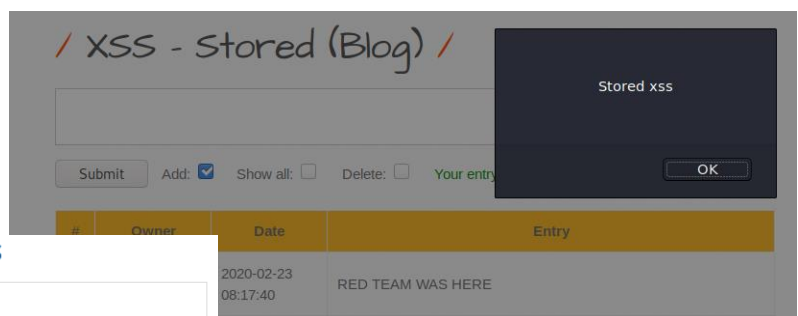 / XSS - Stored (Blog) /
Stored xss
OK
Submit Add: Show all: Delete: Your entry
# Owner Date Entry
2020-02-23
08:17:40
RED TEAM WAS HERE